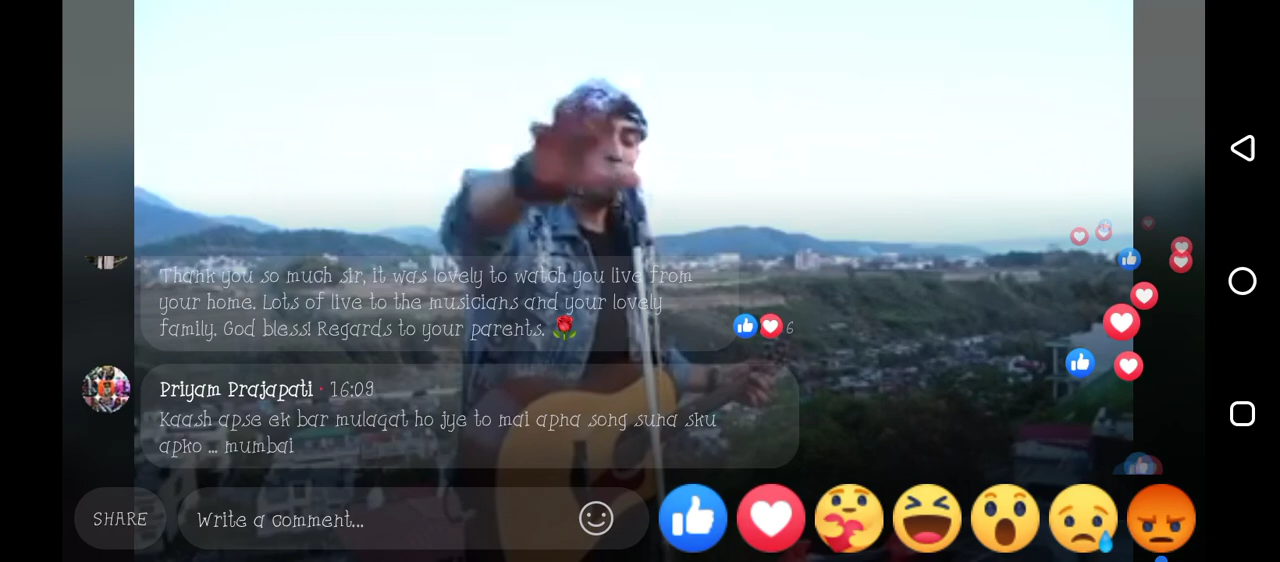 Thank you so much sir, it was lovely to watch you live from
your home. Lots of live to the musicians and your lovely
family. God bless! Regards to your parents. 🌹
6
Priyam Prajapati · 16:09
Kaash apse ek bar mulaqat ho jye to mai apna song suna sku
apko ... mumbai
SHARE
Write a comment...